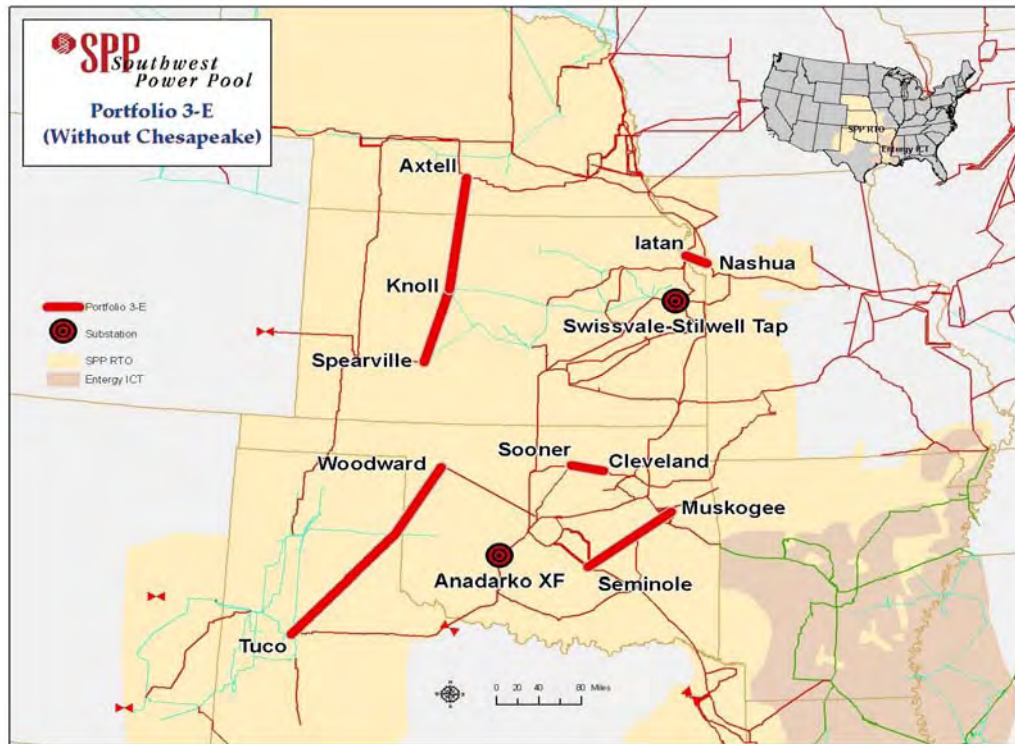 SPP
Southwest
Power Pool
Portfolio 3-E
(Without Chesapeake)
SPP RTO
Entergy ICT
Axtell
Iatan
Nashua
Knoll
Portfolio 3-E
Substation
SPP RTO
Entergy ICT
Swissvale-Stilwell Tap
Spearville
Sooner
Woodward
Cleveland
Muskogee
Anadarko XF
Seminole
Tuco
0 20 40 60 80 Miles